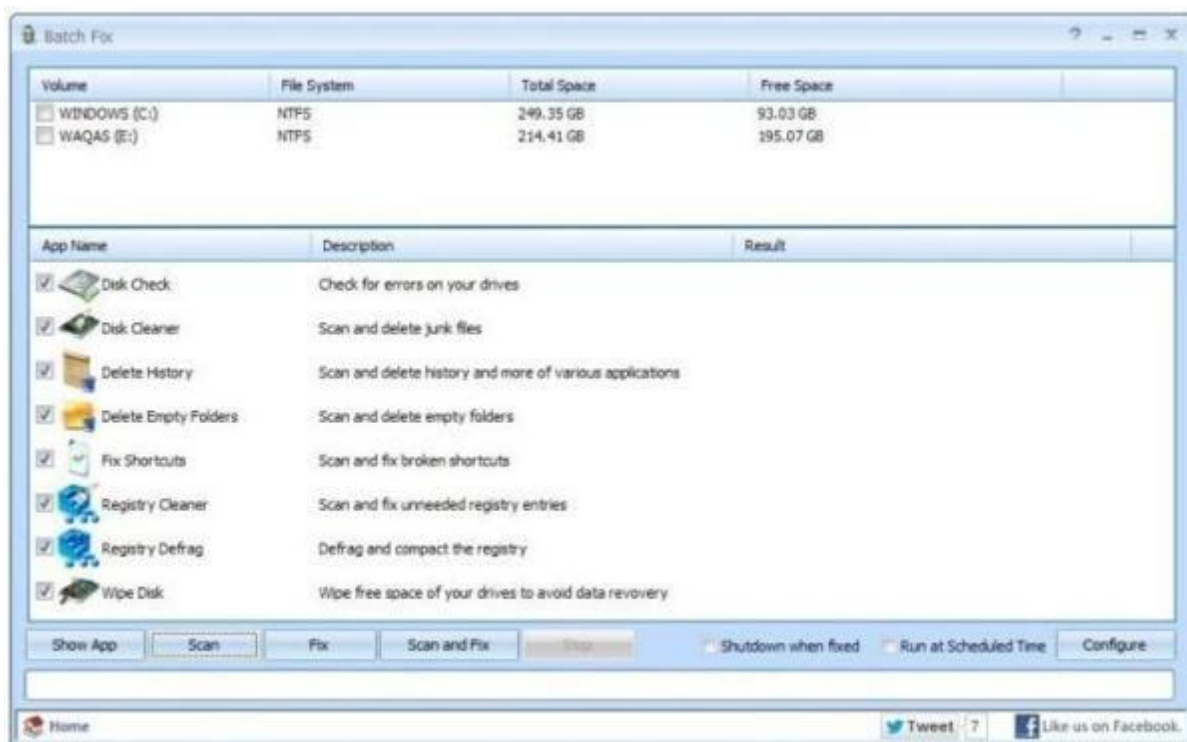 Batch Fix
Volume File System Total Space Free Space
WINDOWS (C:) NTFS 249.35 GB 93.03 GB
WAQAS (E:) NTFS 214.41 GB 195.07 GB
App Name Description Result
Disk Check Check for errors on your drives
Disk Cleaner Scan and delete junk files
Delete History Scan and delete history and more of various applications
Delete Empty Folders Scan and delete empty folders
Fix Shortcuts Scan and fix broken shortcuts
Registry Cleaner Scan and fix unneeded registry entries
Registry Defrag Defrag and compact the registry
Wipe Disk Wipe free space of your drives to avoid data revovery
Show App Scan Fix Scan and Fix Stop Shutdown when fixed Run at Scheduled Time Configure
Home Tweet 7 Like us on Facebook.